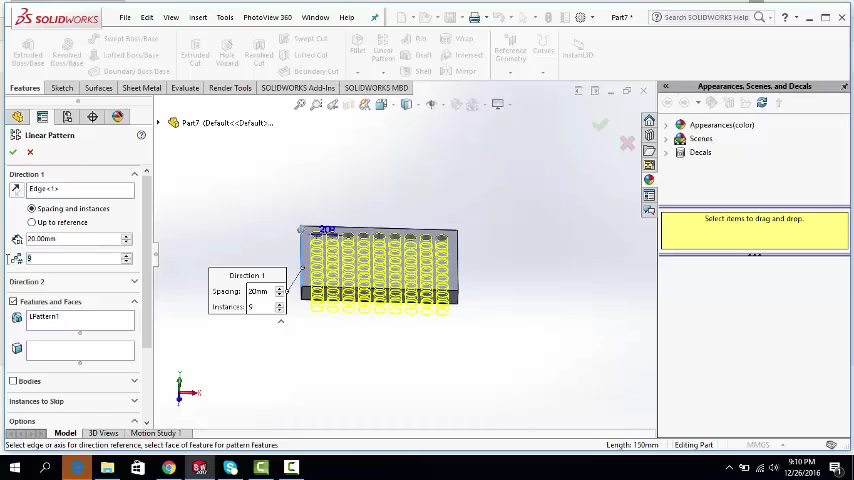 SOLIDWORKS File Edit View Insert Tools PhotoView 360 Window Help Part7 * Search SOLIDWORKS Help
Extruded Boss/Base
Revolved Boss/Base
Swept Boss/Base
Lofted Boss/Base
Boundary Boss/Base
Extruded Cut
Hole Wizard
Revolved Cut
Swept Cut
Lofted Cut
Boundary Cut
Fillet
Linear Pattern
Rib
Draft
Shell
Wrap
Intersect
Mirror
Reference Geometry
Curves
Instant3D
Features Sketch Surfaces Sheet Metal Evaluate Render Tools SOLIDWORKS Add-Ins SOLIDWORKS MBD
Appearances, Scenes, and Decals
Part7 (Default<<Default>...
Appearances(color)
Scenes
Decals
Select items to drag and drop.
Linear Pattern
Direction 1
Edge<1>
Spacing and instances
Up to reference
20.00mm
9
Direction 2
Features and Faces
LPattern1
Bodies
Instances to Skip
Options
Direction 1
Spacing: 20mm
Instances: 9
Y
X
Model 3D Views Motion Study 1
Select edge or axis for direction reference, select face of feature for pattern features
Length: 150mm
Editing Part
MMGS
9:10 PM
12/26/2016